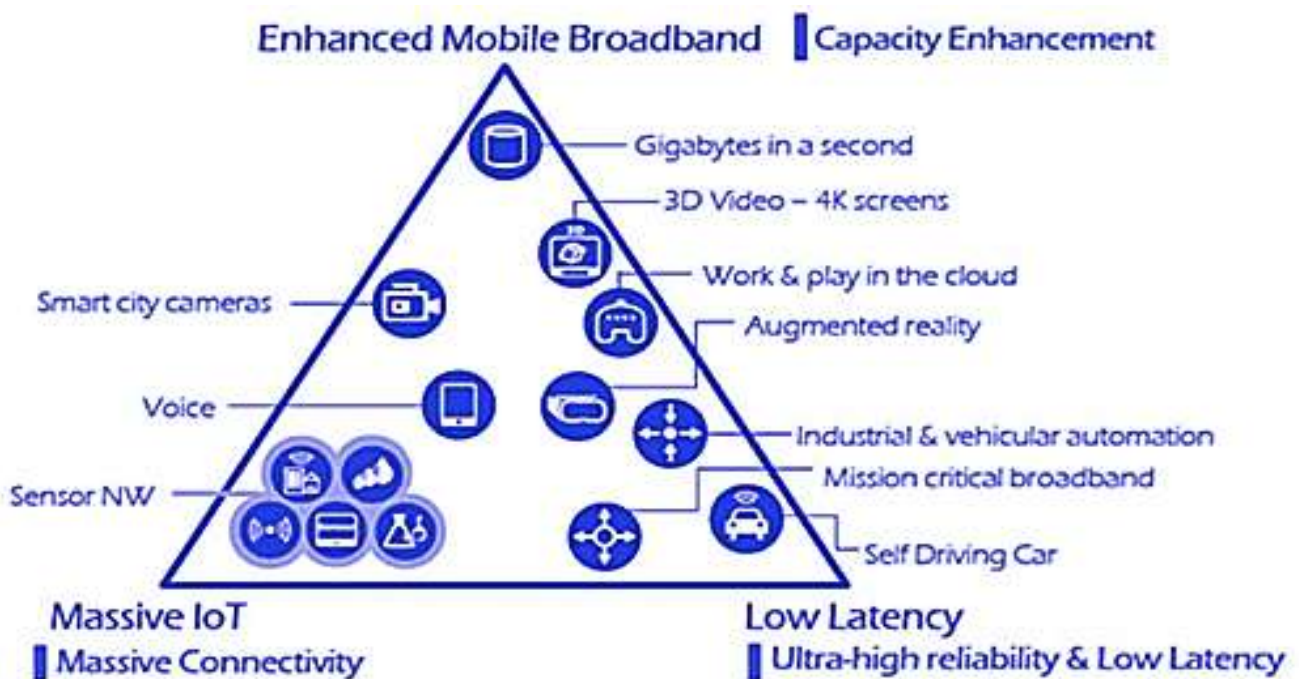 Enhanced Mobile Broadband
Capacity Enhancement
Gigabytes in a second
3D Video – 4K screens
Work & play in the cloud
Smart city cameras
Augmented reality
Voice
Industrial & vehicular automation
Mission critical broadband
Sensor NW
Self Driving Car
Massive IoT
Massive Connectivity
Low Latency
Ultra-high reliability & Low Latency